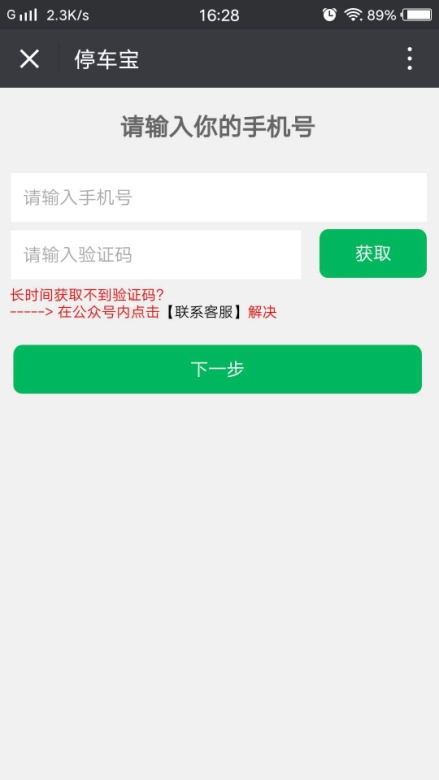 G 2.3K/s 16:28 89%
停车宝
请输入你的手机号
请输入手机号
请输入验证码 获取
长时间获取不到验证码?
-----> 在公众号内点击【联系客服】解决
下一步